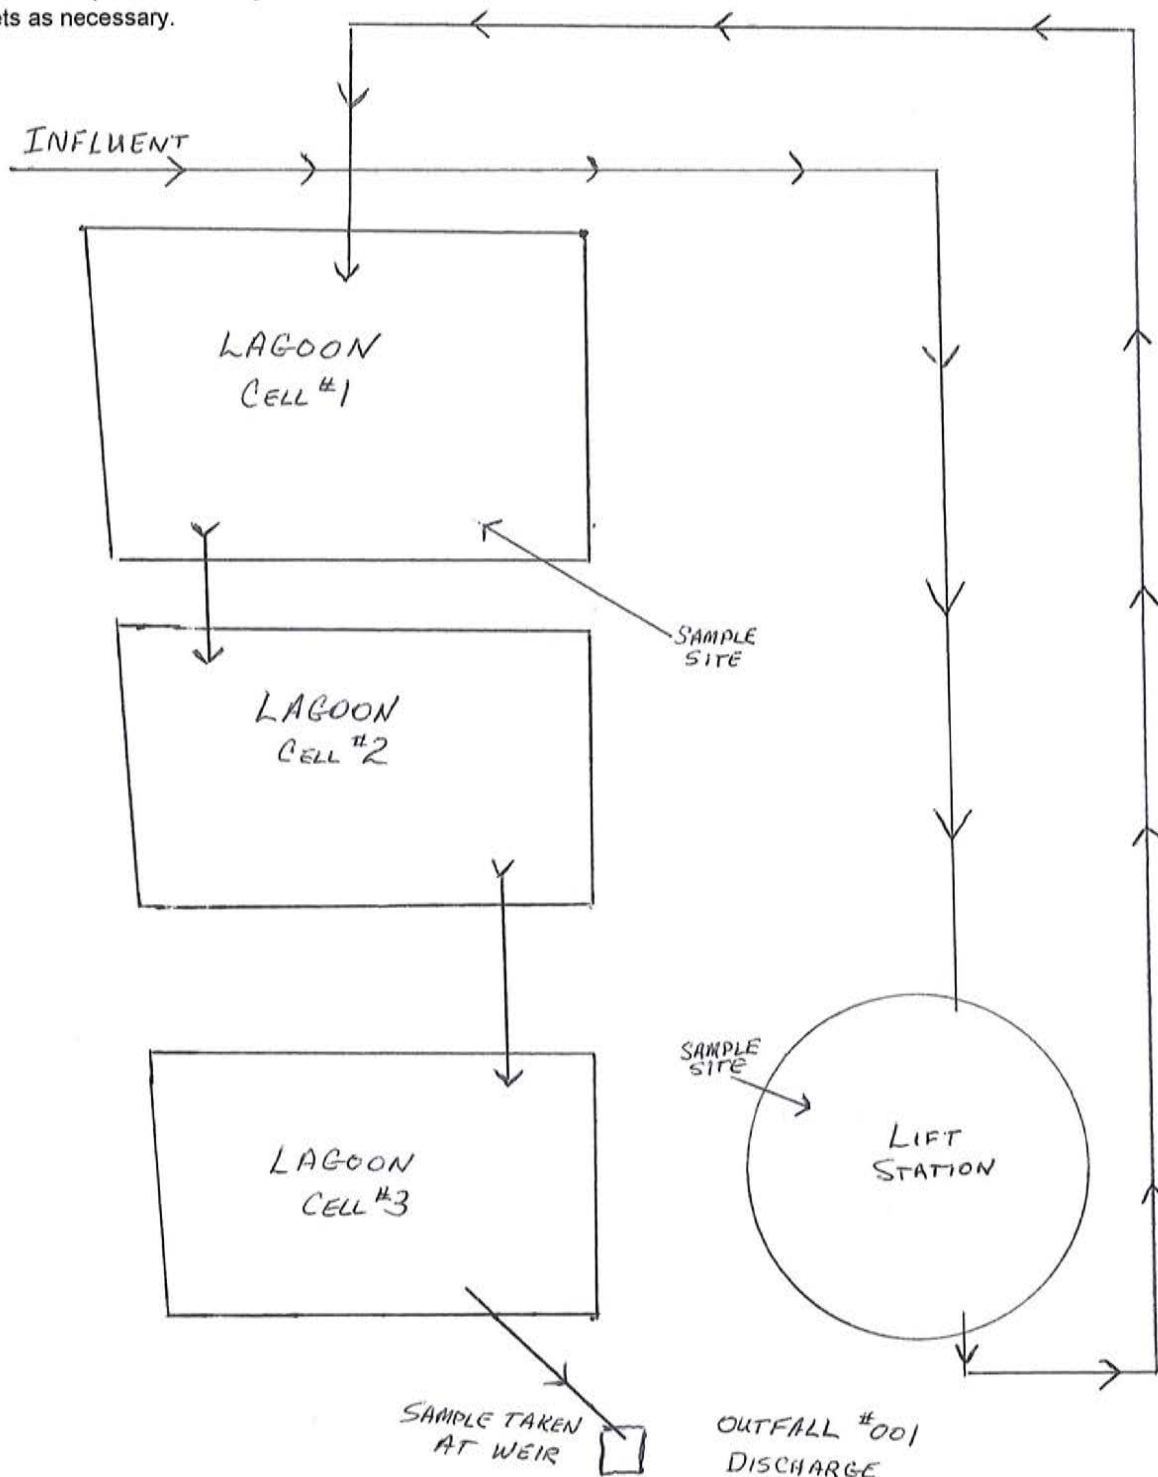 ets as necessary.
INFLUENT
LAGOON
CELL #1
SAMPLE
SITE
LAGOON
CELL #2
SAMPLE
SITE
LIFT
STATION
LAGOON
CELL #3
SAMPLE TAKEN
AT WEIR
OUTFALL #001
DISCHARGE